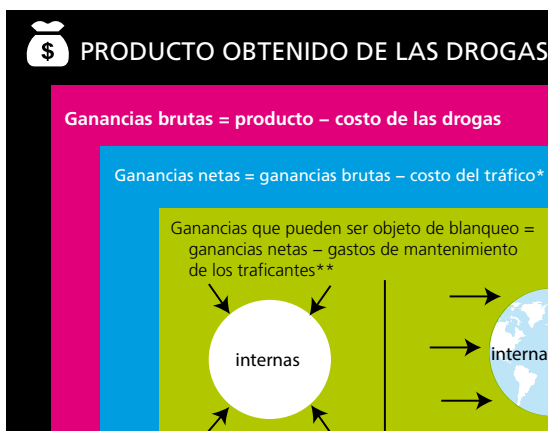 $ PRODUCTO OBTENIDO DE LAS DROGAS
Ganancias brutas = producto – costo de las drogas
Ganancias netas = ganancias brutas – costo del tráfico*
Ganancias que pueden ser objeto de blanqueo =
ganancias netas – gastos de mantenimiento
de los traficantes**
internas
interna